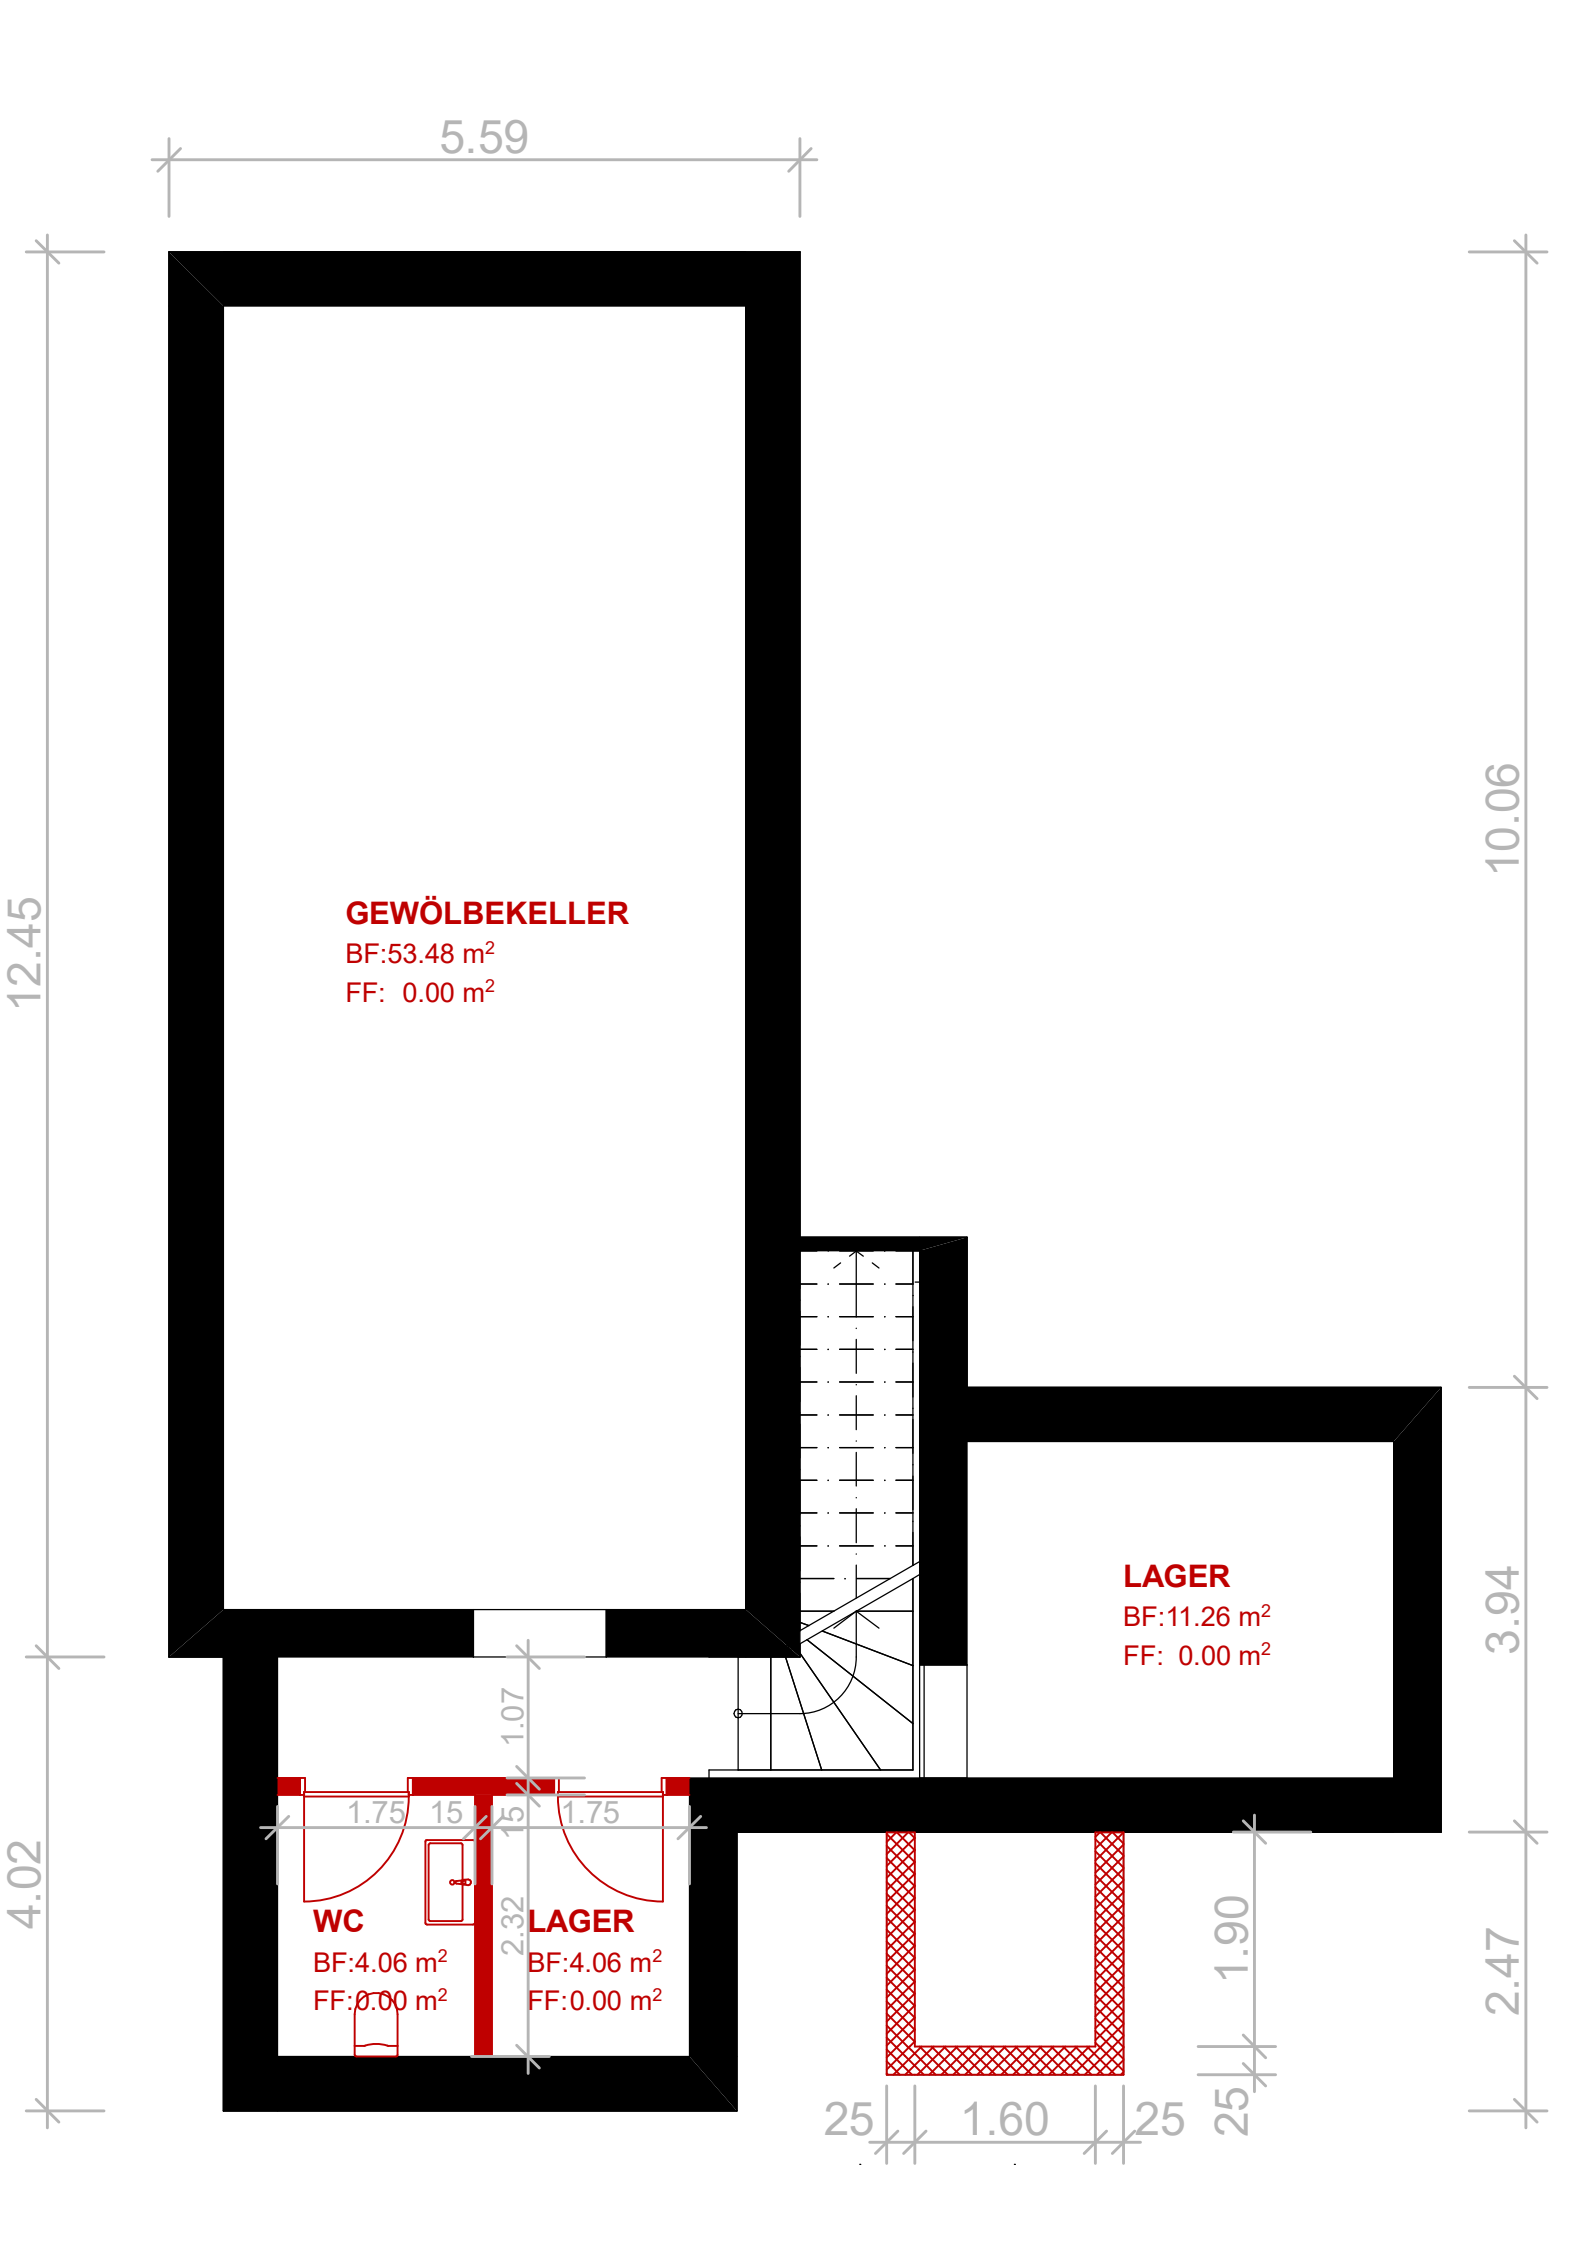 5.59
12.45
10.06
GEWÖLBEKELLER
BF:53.48 m²
FF: 0.00 m²
3.94
LAGER
BF:11.26 m²
FF: 0.00 m²
1.07
1.75 15 15 1.75
4.02
2.32
WC
BF:4.06 m²
FF:0.00 m²
LAGER
BF:4.06 m²
FF:0.00 m²
1.90
2.47
25 1.60 25
25